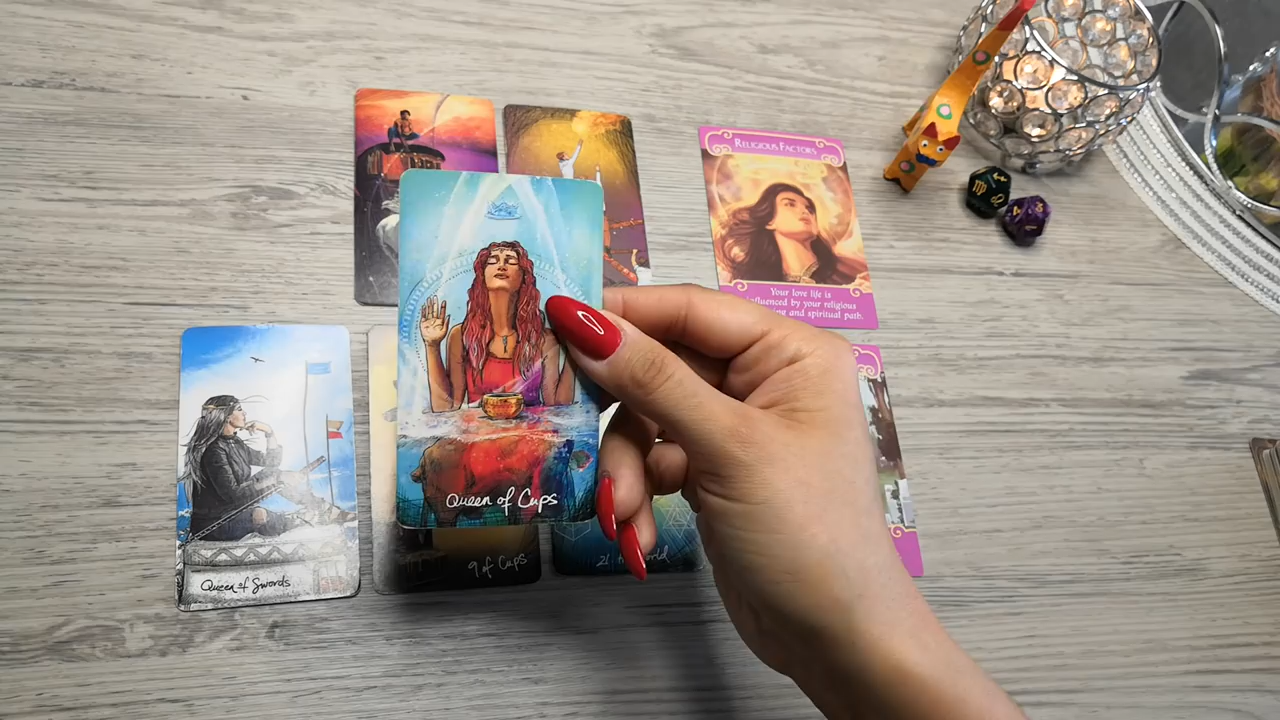 RELIGIOUS FACTORS
Your love life is
influenced by your religious
and spiritual path.
Queen of Cups
9 of Cups
Queen of Swords